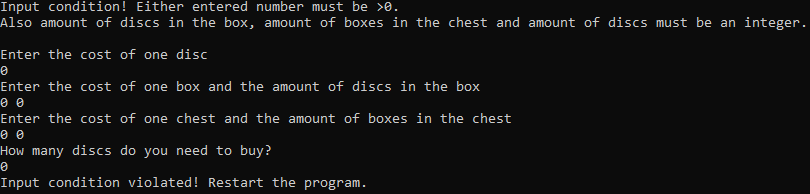 Input condition! Either entered number must be >0.
Also amount of discs in the box, amount of boxes in the chest and amount of discs must be an integer.
Enter the cost of one disc
0
Enter the cost of one box and the amount of discs in the box
0 0
Enter the cost of one chest and the amount of boxes in the chest
0 0
How many discs do you need to buy?
0
Input condition violated! Restart the program.